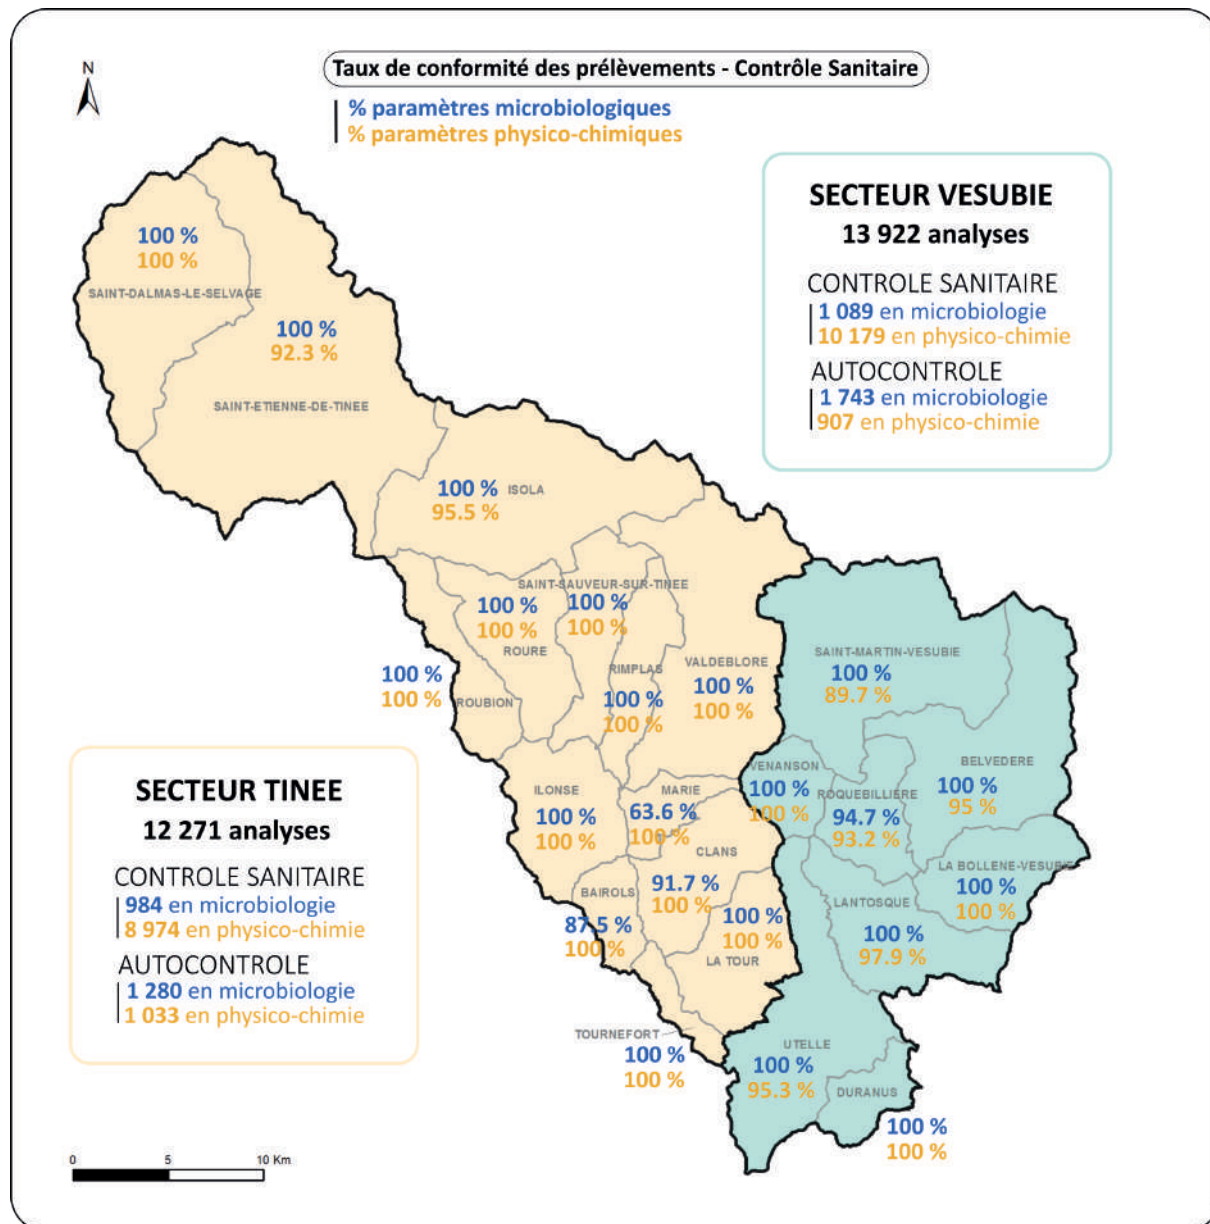 N
Taux de conformité des prélèvements - Contrôle Sanitaire
% paramètres microbiologiques
% paramètres physico-chimiques
SECTEUR VESUBIE
13 922 analyses
CONTROLE SANITAIRE
1 089 en microbiologie
10 179 en physico-chimie
AUTOCONTROLE
1 743 en microbiologie
907 en physico-chimie
100 %
100 %
SAINT-DALMAS-LE-SELVAGE
100 %
92.3 %
SAINT-ETIENNE-DE-TINEE
100 %
ISOLA
95.5 %
SAINT-SAUVEUR-SUR-TINEE
100 %
100 %
100 %
100 %
ROURE
100 %
100 %
ROUBION
RIMPLAS
100 %
100 %
VALDEBLORE
100 %
100 %
SAINT-MARTIN-VESUBIE
100 %
89.7 %
VENANSON
100 %
100 %
ROQUEBILLIERE
94.7 %
93.2 %
BELVEDERE
100 %
95 %
LA BOLLENE-VESUBIE
100 %
100 %
LANTOSQUE
100 %
97.9 %
ILONSE
100 %
100 %
MARIE
63.6 %
100 %
CLANS
91.7 %
100 %
BAIROLS
87.5 %
100 %
100 %
100 %
LA TOUR
TOURNEFORT
100 %
100 %
UTELLE
100 %
95.3 %
DURANUS
100 %
100 %
SECTEUR TINEE
12 271 analyses
CONTROLE SANITAIRE
984 en microbiologie
8 974 en physico-chimie
AUTOCONTROLE
1 280 en microbiologie
1 033 en physico-chimie
0 5 10 Km